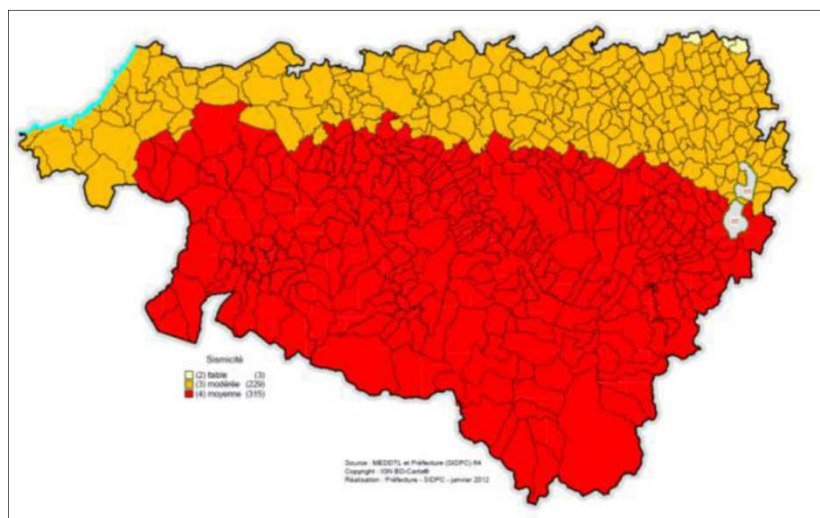 Sismicité
(2) faible (3)
(3) modérée (229)
(4) moyenne (315)
Source : MEDDTL et Préfecture (SIDPC) 64
Copyright : IGN BD-Carto®
Réalisation : Préfecture - SIDPC - janvier 2012